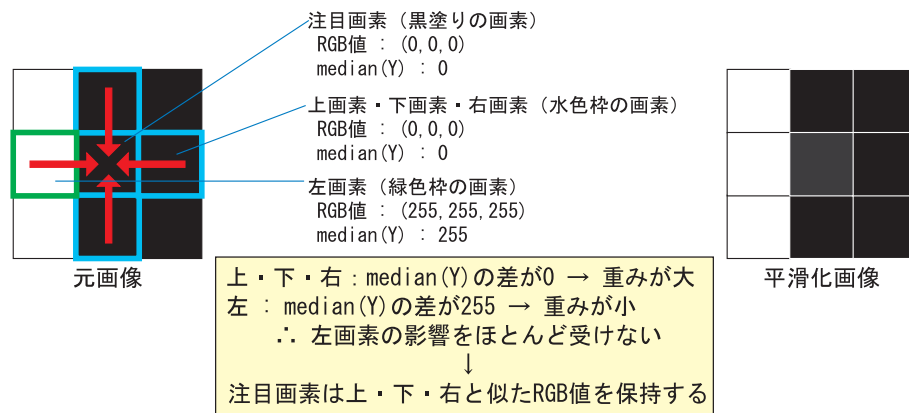 注目画素（黒塗りの画素）
RGB値 : (0,0,0)
median(Y) : 0
上画素・下画素・右画素（水色枠の画素）
RGB値 : (0,0,0)
median(Y) : 0
左画素（緑色枠の画素）
RGB値 : (255,255,255)
median(Y) : 255
元画像
平滑化画像
上・下・右：median(Y)の差が0 → 重みが大
左 : median(Y)の差が255 → 重みが小
∴ 左画素の影響をほとんど受けない
↓
注目画素は上・下・右と似たRGB値を保持する